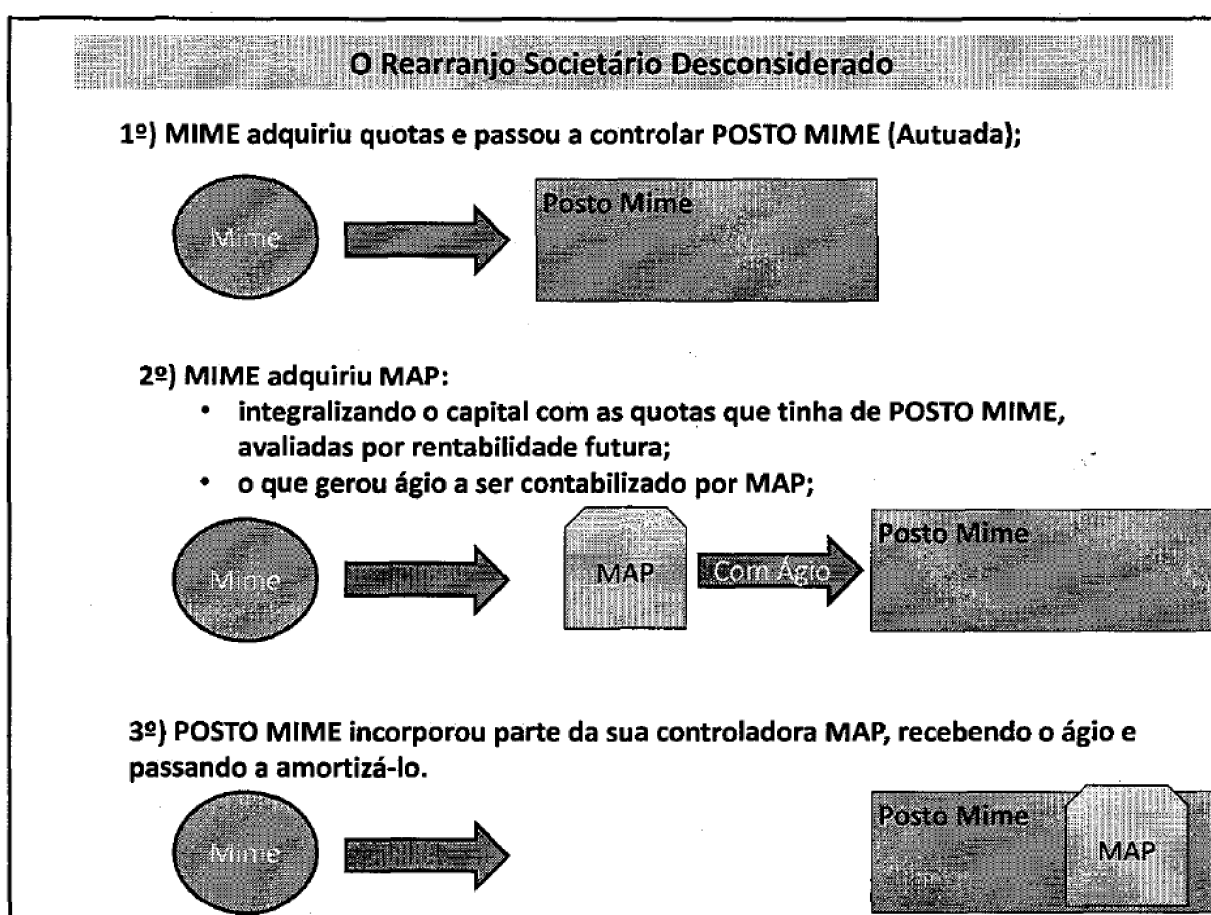 O Rearranjo Societário Desconsiderado
1º) MIME adquiriu quotas e passou a controlar POSTO MIME (Autuada);
Mime
Posto Mime
2º) MIME adquiriu MAP:
• integralizando o capital com as quotas que tinha de POSTO MIME,
avaliadas por rentabilidade futura;
• o que gerou ágio a ser contabilizado por MAP;
Mime
MAP
Com Ágio
Posto Mime
3º) POSTO MIME incorporou parte da sua controladora MAP, recebendo o ágio e
passando a amortizá-lo.
Mime
Posto Mime
MAP